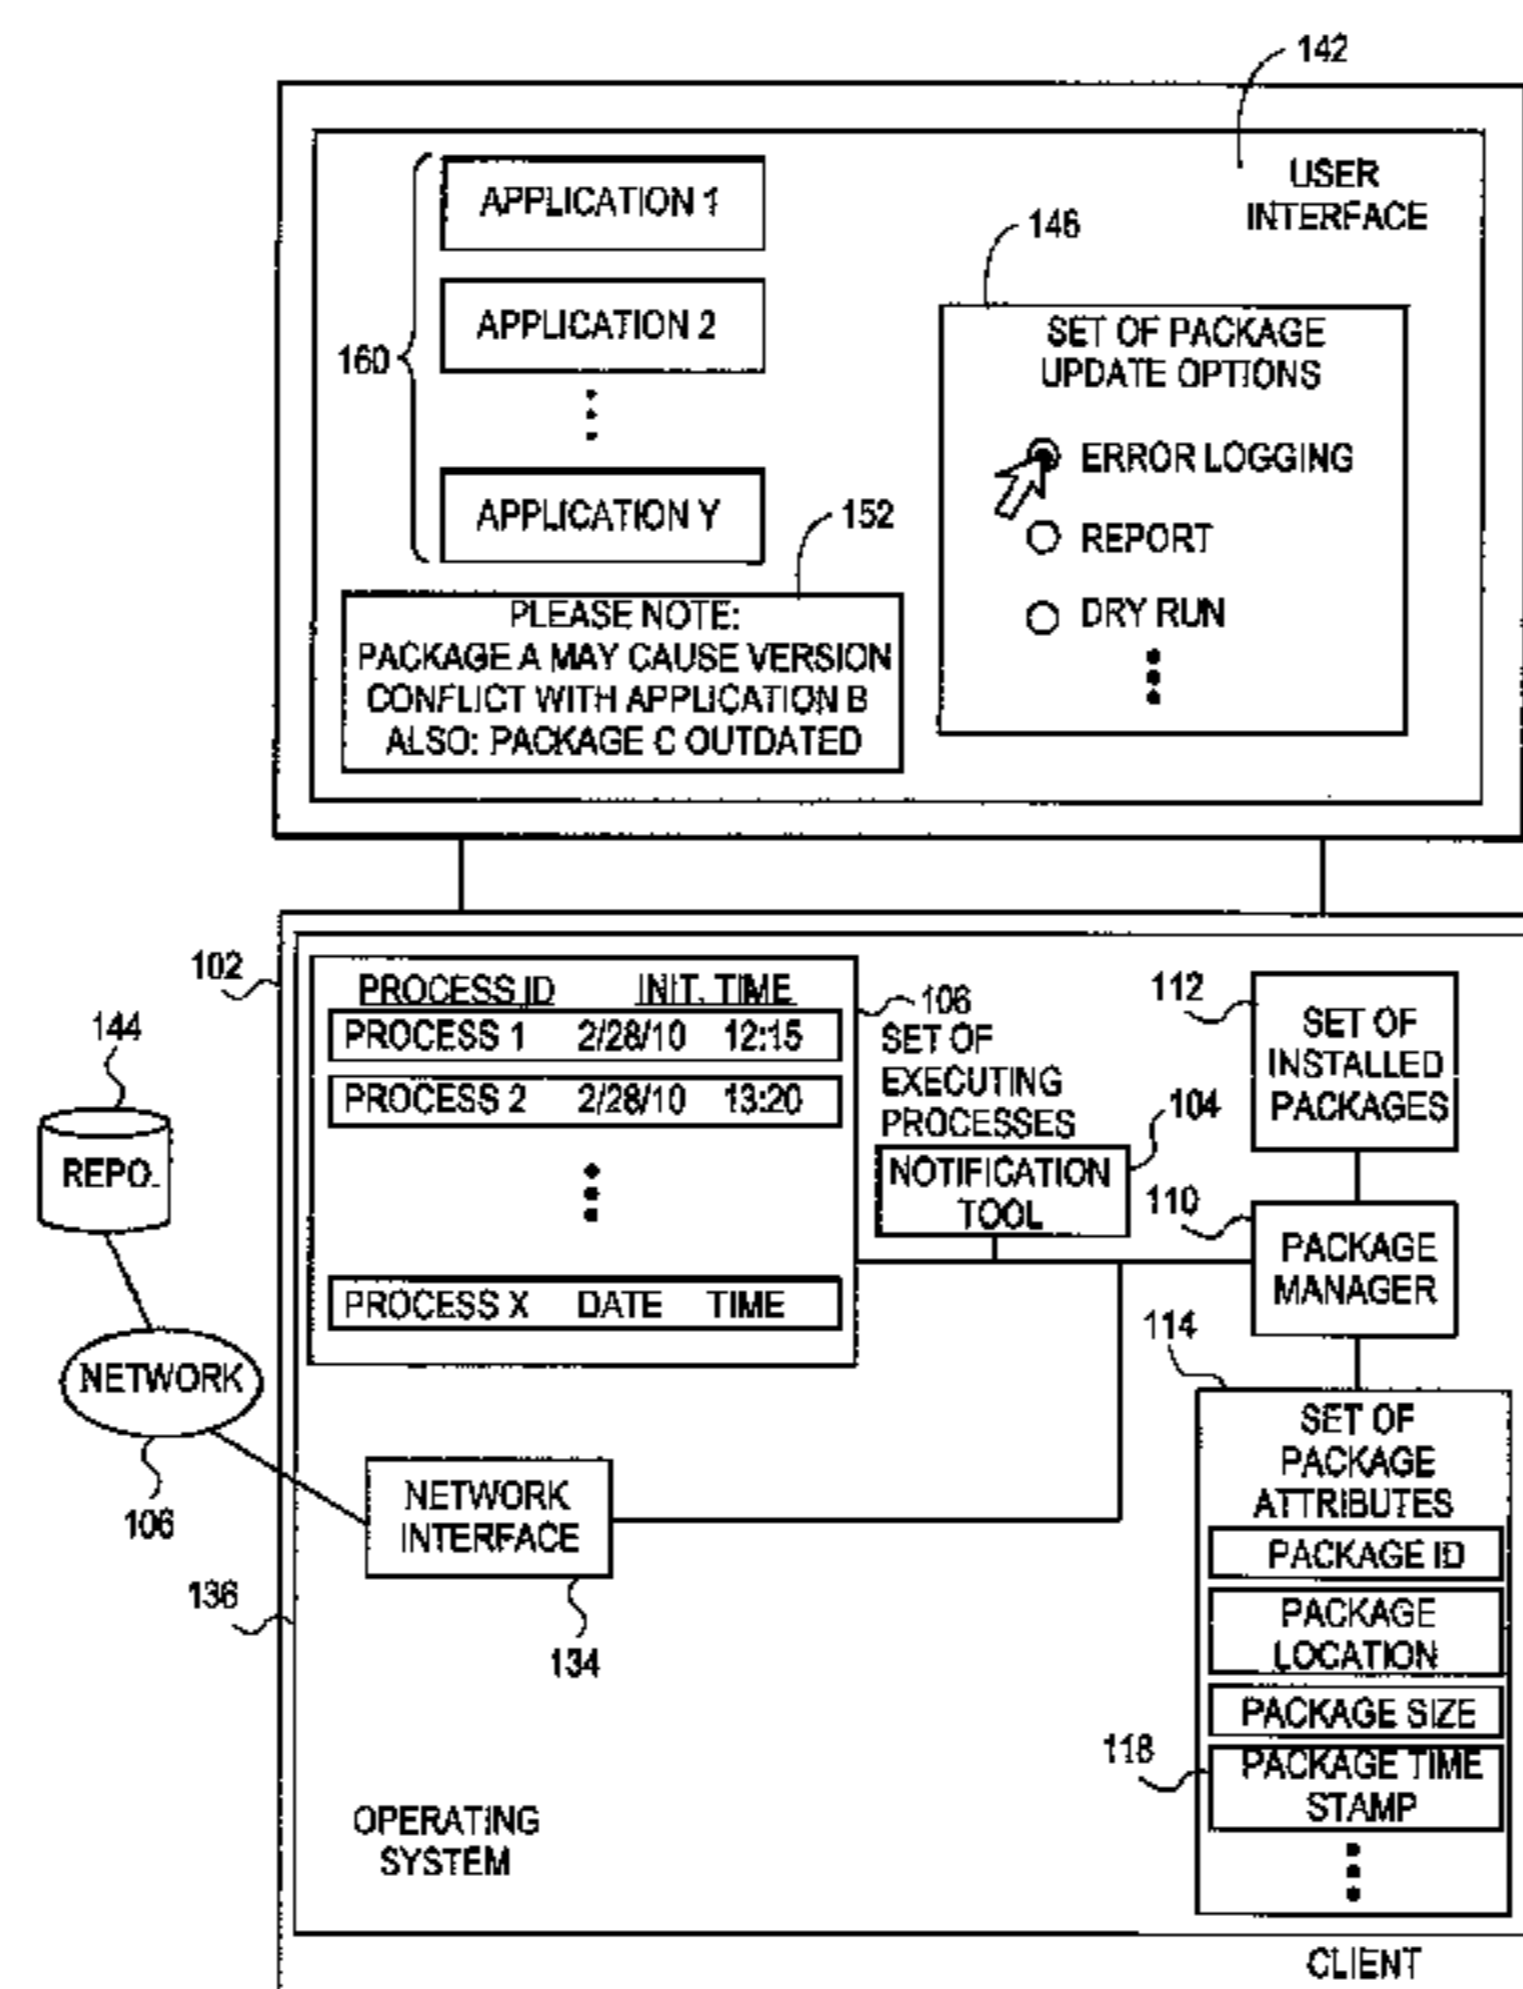 142
USER
INTERFACE
APPLICATION 1
APPLICATION 2
160
APPLICATION Y
146
SET OF PACKAGE
UPDATE OPTIONS
ERROR LOGGING
REPORT
DRY RUN
152
PLEASE NOTE:
PACKAGE A MAY CAUSE VERSION
CONFLICT WITH APPLICATION B
ALSO: PACKAGE C OUTDATED
102
PROCESS ID INIT. TIME
PROCESS 1 2/28/10 12:15
PROCESS 2 2/28/10 13:20
PROCESS X DATE TIME
106
SET OF
EXECUTING
PROCESSES
104
NOTIFICATION
TOOL
112
SET OF
INSTALLED
PACKAGES
110
PACKAGE
MANAGER
144
REPO.
NETWORK
106
136
NETWORK
INTERFACE
134
114
SET OF
PACKAGE
ATTRIBUTES
PACKAGE ID
PACKAGE
LOCATION
PACKAGE SIZE
118
PACKAGE TIME
STAMP
OPERATING
SYSTEM
CLIENT